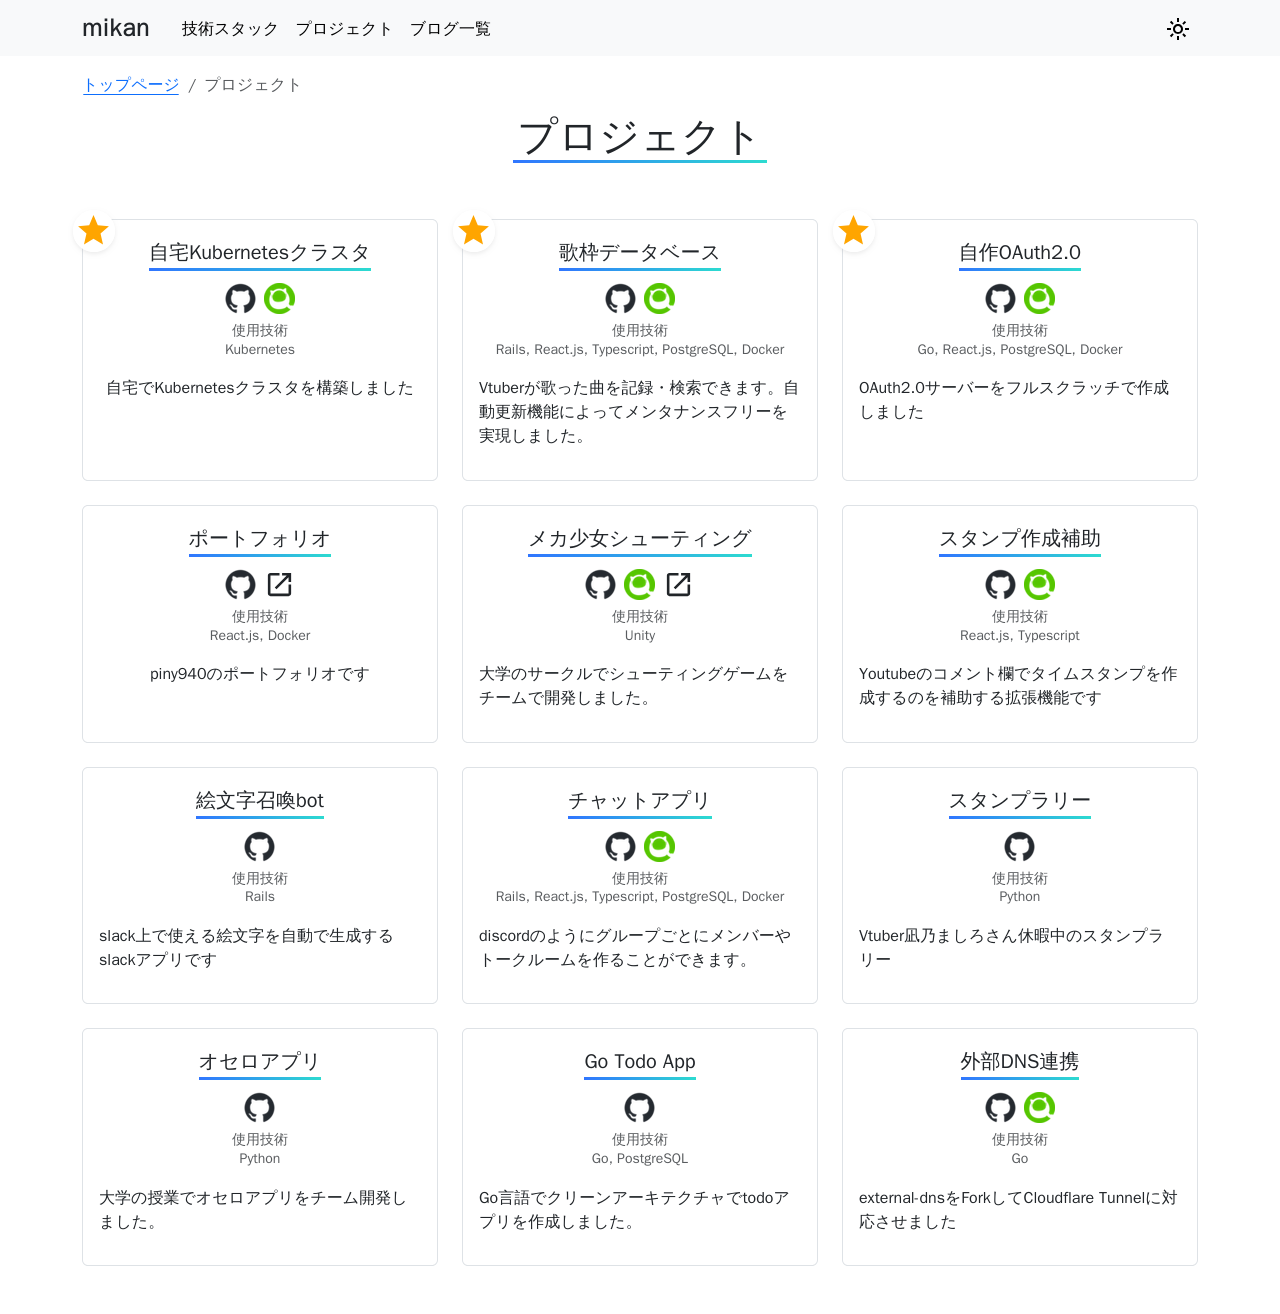 mikan 技術スタック プロジェクト ブログ一覧
トップページ / プロジェクト
プロジェクト
自宅Kubernetesクラスタ
使用技術
Kubernetes
自宅でKubernetesクラスタを構築しました
歌枠データベース
使用技術
Rails, React.js, Typescript, PostgreSQL, Docker
Vtuberが歌った曲を記録・検索できます。自
動更新機能によってメンタナンスフリーを
実現しました。
自作OAuth2.0
使用技術
Go, React.js, PostgreSQL, Docker
OAuth2.0サーバーをフルスクラッチで作成
しました
ポートフォリオ
使用技術
React.js, Docker
piny940のポートフォリオです
メカ少女シューティング
使用技術
Unity
大学のサークルでシューティングゲームを
チームで開発しました。
スタンプ作成補助
使用技術
React.js, Typescript
Youtubeのコメント欄でタイムスタンプを作
成するのを補助する拡張機能です
絵文字召喚bot
使用技術
Rails
slack上で使える絵文字を自動で生成する
slackアプリです
チャットアプリ
使用技術
Rails, React.js, Typescript, PostgreSQL, Docker
discordのようにグループごとにメンバーや
トークルームを作ることができます。
スタンプラリー
使用技術
Python
Vtuber凪乃ましろさん休暇中のスタンプラ
リー
オセロアプリ
使用技術
Python
大学の授業でオセロアプリをチーム開発し
ました。
Go Todo App
使用技術
Go, PostgreSQL
Go言語でクリーンアーキテクチャでtodoア
プリを作成しました。
外部DNS連携
使用技術
Go
external-dnsをForkしてCloudflare Tunnelに対
応させました